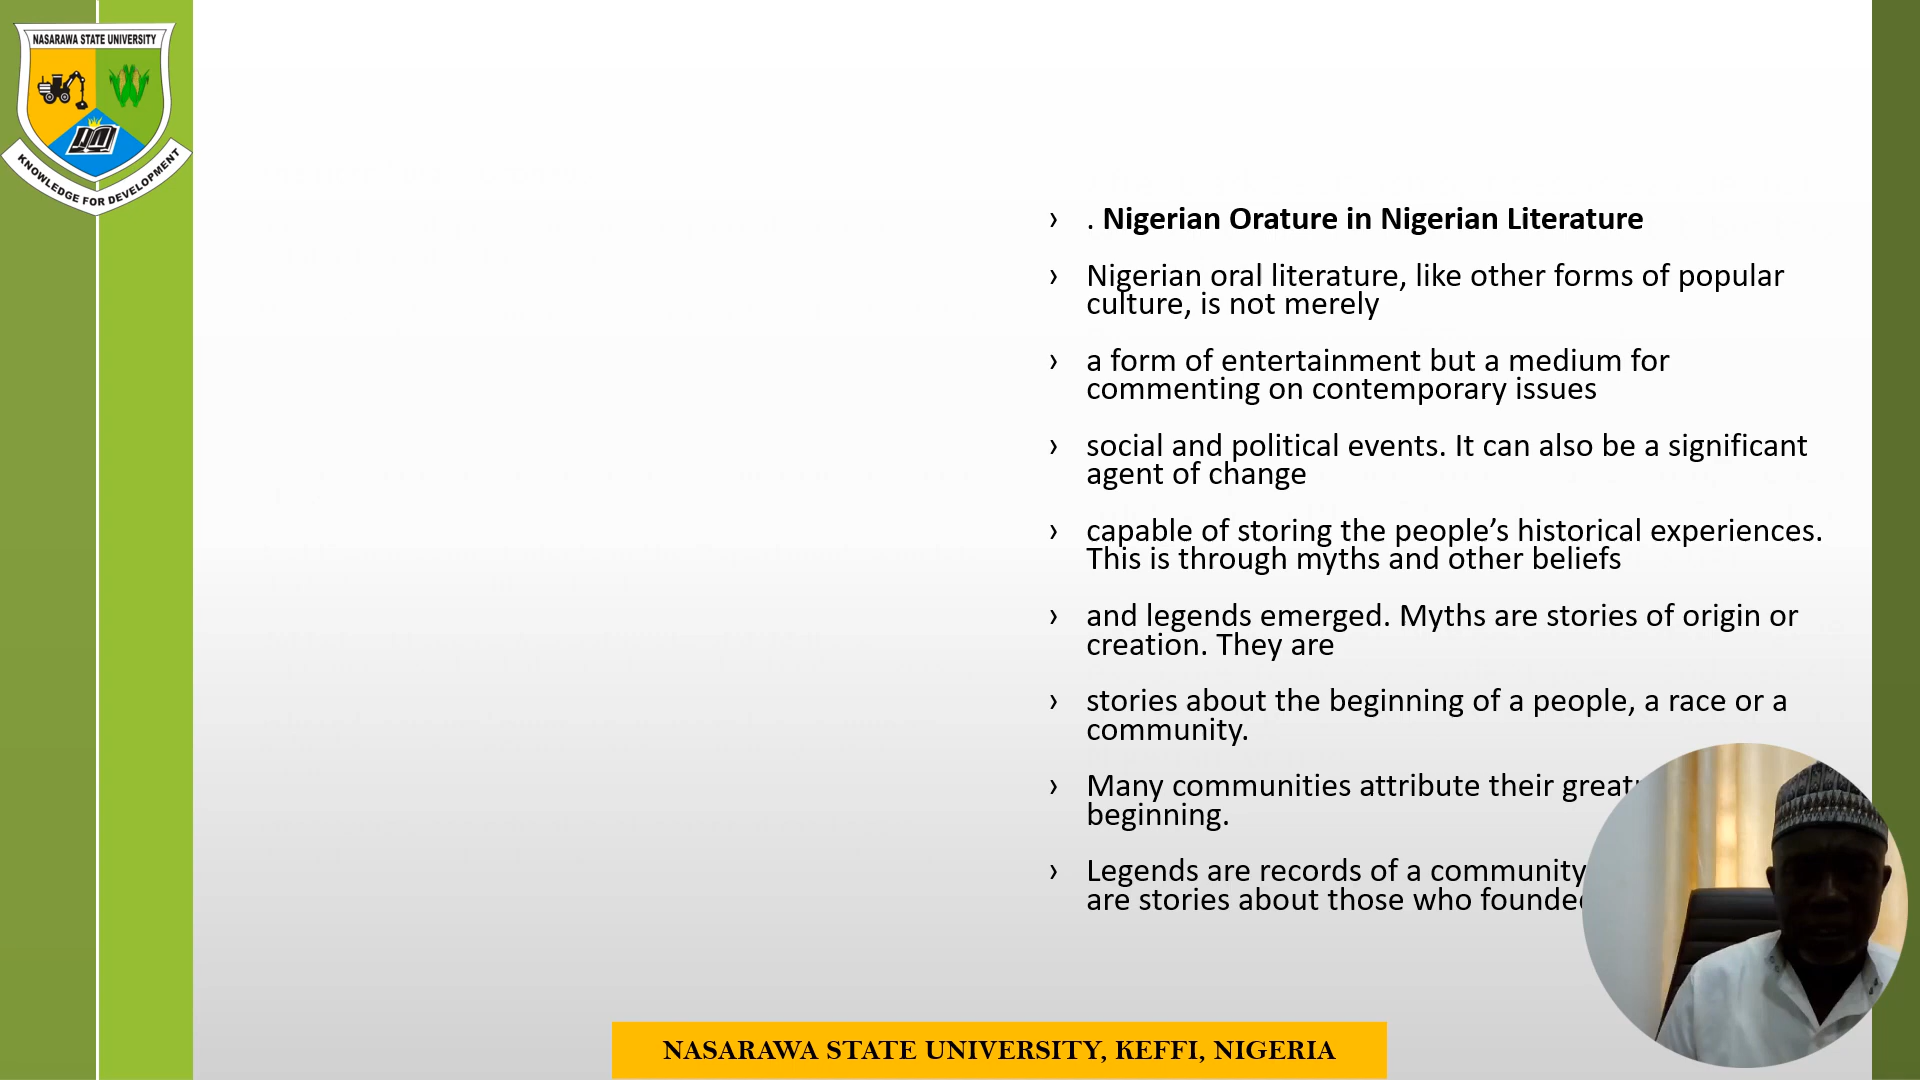 NASARAWA STATE UNIVERSITY
KNOWLEDGE FOR DEVELOPMENT
› . Nigerian Orature in Nigerian Literature
› Nigerian oral literature, like other forms of popular
culture, is not merely
› a form of entertainment but a medium for
commenting on contemporary issues
› social and political events. It can also be a significant
agent of change
› capable of storing the people’s historical experiences.
This is through myths and other beliefs
› and legends emerged. Myths are stories of origin or
creation. They are
› stories about the beginning of a people, a race or a
community.
› Many communities attribute their
beginning.
› Legends are records of a community
are stories about those who
NASARAWA STATE UNIVERSITY, KEFFI, NIGERIA